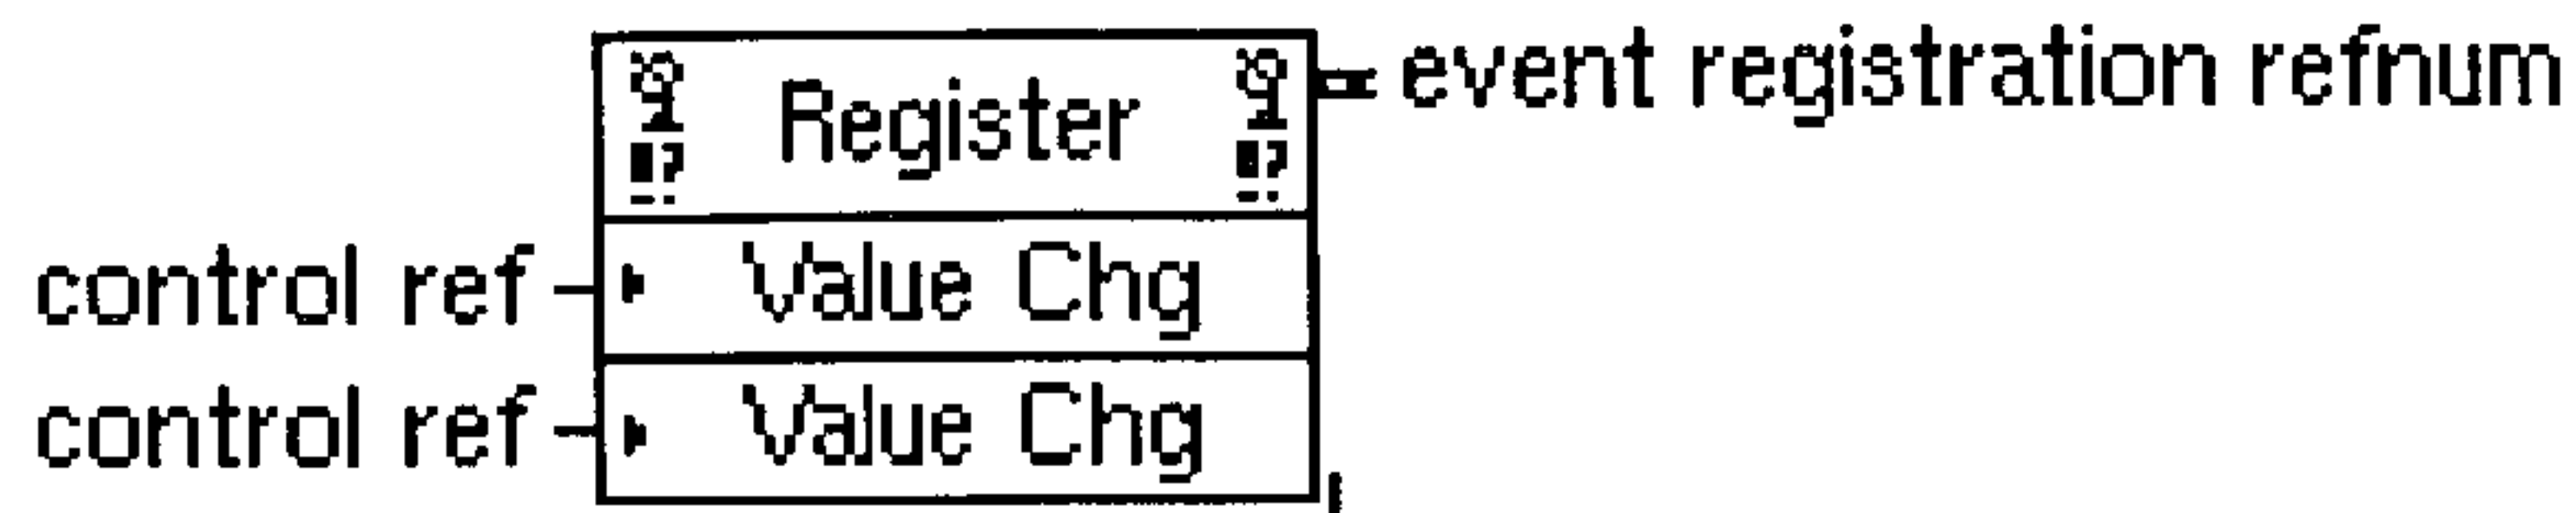 Register
event registration refnum
control ref
Value Chg
control ref
Value Chg